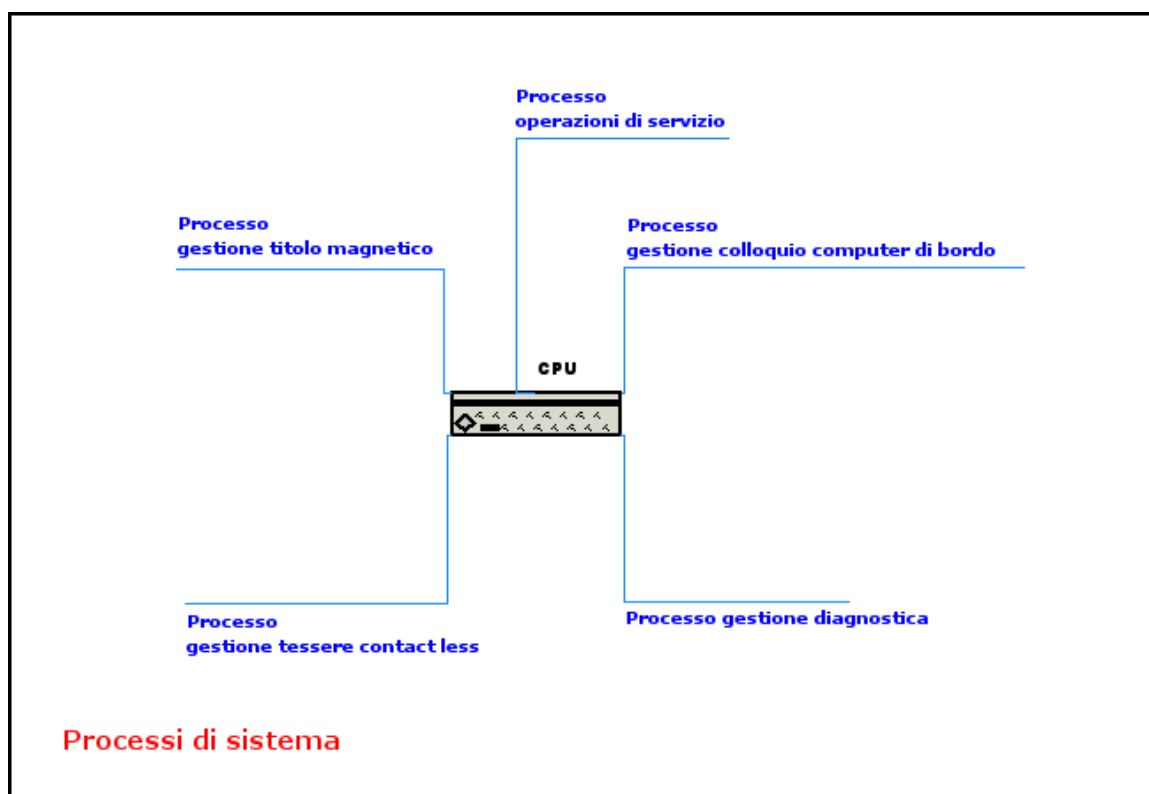 Processo
operazioni di servizio
Processo
gestione titolo magnetico
Processo
gestione colloquio computer di bordo
CPU
Processo
gestione tessere contact less
Processo gestione diagnostica
Processi di sistema